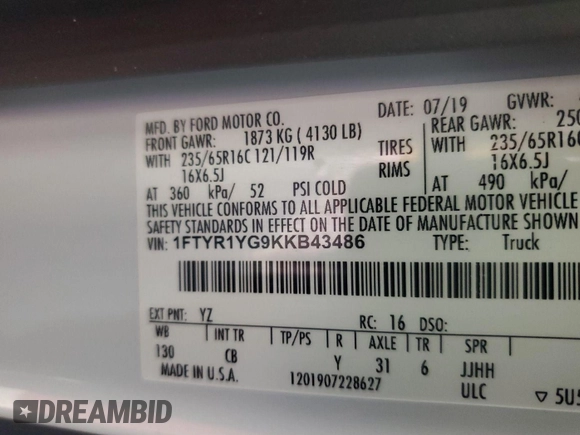 MFD. BY FORD MOTOR CO. DATE: 07/19 GVWR:
FRONT GAWR: 1873 KG ( 4130 LB) REAR GAWR: 250
WITH 235/65R16C 121/119R TIRES WITH 235/65R16C
16X6.5J RIMS 16X6.5J
AT 360 kPa/ 52 PSI COLD AT 490 kPa/
THIS VEHICLE CONFORMS TO ALL APPLICABLE FEDERAL MOTOR VEHICLE
SAFETY STANDARDS IN EFFECT ON THE DATE OF MANUFACTURE SHOWN
VIN: 1FTYR1YG9KKB43486 TYPE: Truck
EXT PNT: YZ RC: 16 DSO:
WB INT TR TP/PS R AXLE TR SPR
130 CB Y 31 6 JJHH
MADE IN U.S.A. 1201907228627 ULC
5U5
DREAMBID